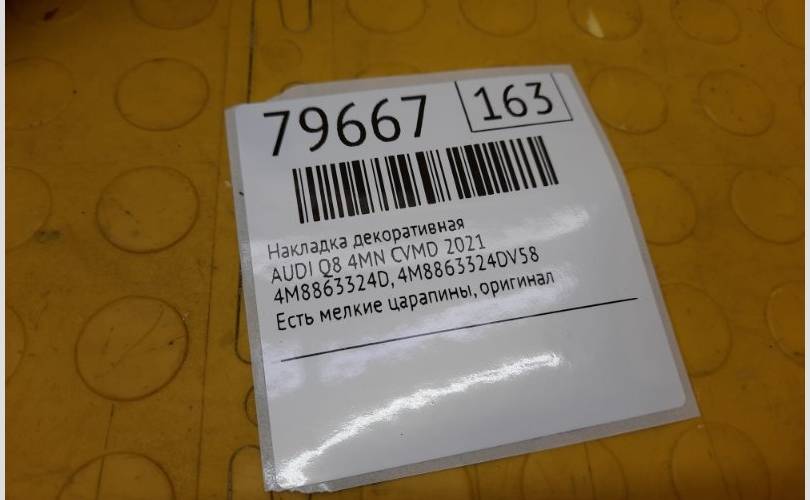 79667 163
Накладка декоративная
AUDI Q8 4MN CVMD 2021
4M8863324D, 4M8863324DV58
Есть мелкие царапины, оригинал